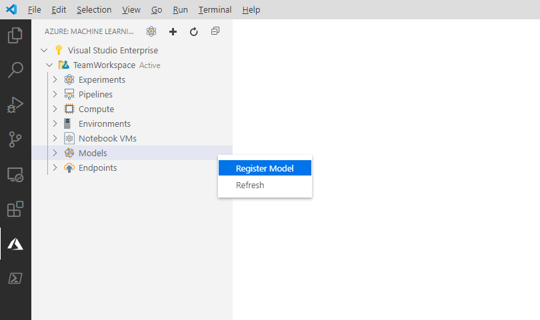 File Edit Selection View Go Run Terminal Help
AZURE: MACHINE LEARNI...
Visual Studio Enterprise
TeamWorkspace Active
Experiments
Pipelines
Compute
Environments
Notebook VMs
Models
Register Model
Endpoints
Refresh